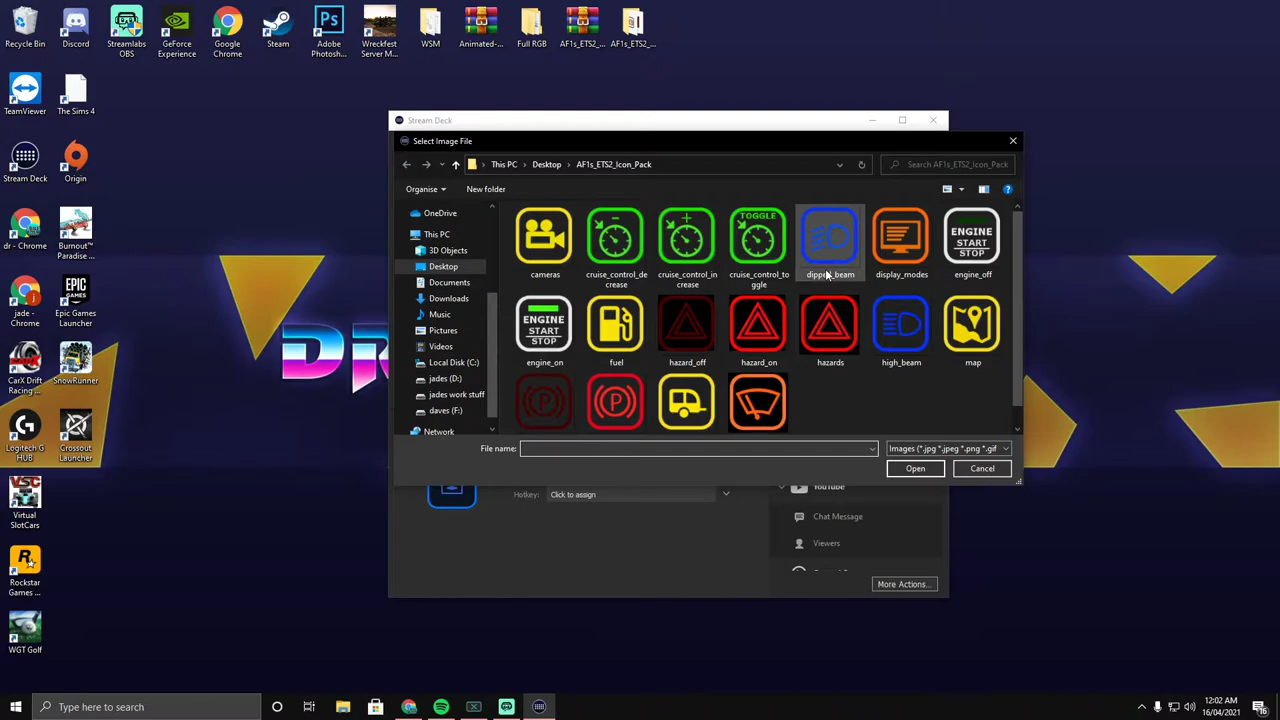 Recycle Bin
Discord
Streamlabs OBS
GeForce Experience
Google Chrome
Steam
Adobe Photosh...
Wreckfest Server M...
WSM
Animated-...
Full RGB
AF1s_ETS2_...
AF1s_ETS2_...
TeamViewer
The Sims 4
Stream Deck
Origin
dr - Chrome
Burnout™ Paradise ...
jade - Chrome
Epic Games Launcher
CarX Drift Racing ...
SnowRunner
Logitech G HUB
Crossout Launcher
Virtual SlotCars
Rockstar Games ...
WGT Golf
Stream Deck
Select Image File
This PC
Desktop
AF1s_ETS2_Icon_Pack
Search AF1s_ETS2_Icon_Pack
Organise
New folder
OneDrive
This PC
3D Objects
Desktop
Documents
Downloads
Music
Pictures
Videos
Local Disk (C:)
jades (D:)
jades work stuff
daves (F:)
Network
TOGGLE
ENGINE
START
STOP
cameras
cruise_control_decrease
cruise_control_increase
cruise_control_toggle
dipped_beam
display_modes
engine_off
ENGINE
START
STOP
engine_on
fuel
hazard_off
hazard_on
hazards
high_beam
map
File name:
Images (*.jpg *.jpeg *.png *.gif
Open
Cancel
Hotkey:
Click to assign
YouTube
Chat Message
Viewers
More Actions...
Type here to search
12:02 AM
16/04/2021
16